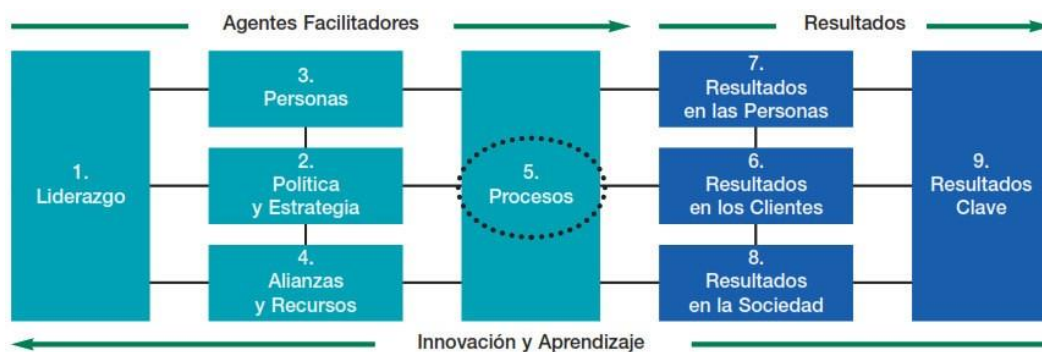 Agentes Facilitadores
Resultados
1.
Liderazgo
3.
Personas
2.
Política
y Estrategia
4.
Alianzas
y Recursos
5.
Procesos
7.
Resultados
en las Personas
6.
Resultados
en los Clientes
8.
Resultados
en la Sociedad
9.
Resultados
Clave
Innovación y Aprendizaje